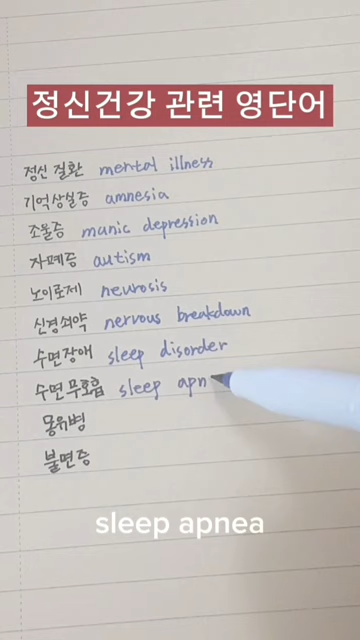 정신건강 관련 영단어
정신 질환 mental illness
기억상실증 amnesia
조울증 manic depression
자폐증 autism
노이로제 neurosis
신경쇠약 nervous breakdown
수면장애 sleep disorder
수면 무호흡 sleep apn
몽유병
불면증
sleep apnea